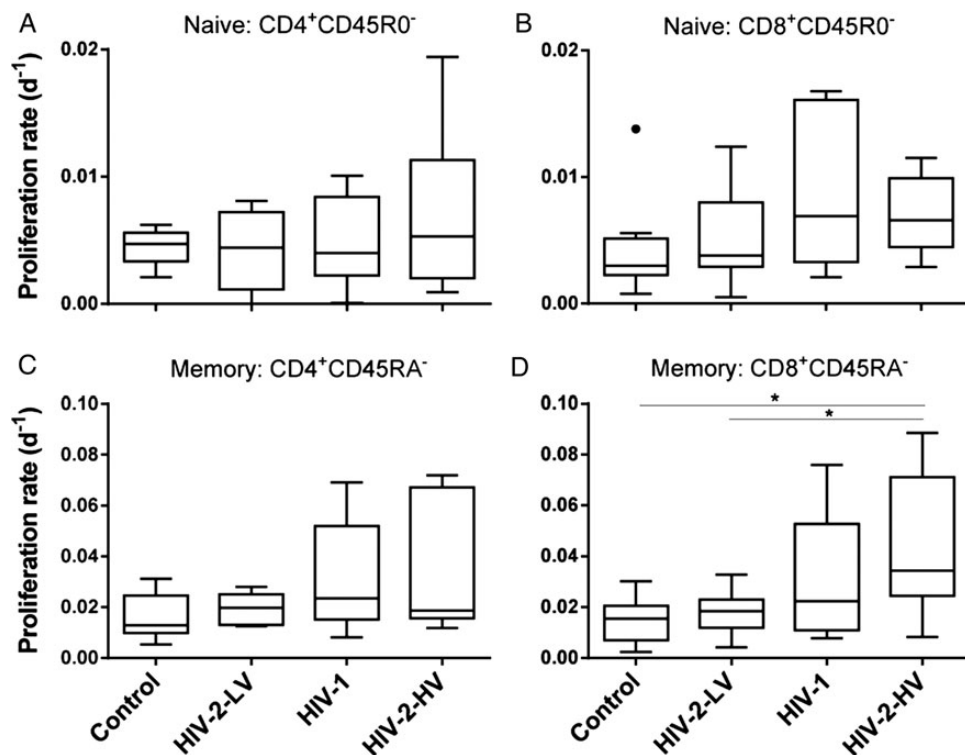 A
Naive: CD4⁺CD45R0⁻
B
Naive: CD8⁺CD45R0⁻
Proliferation rate (d⁻¹)
0.02
0.01
0.00
0.02
0.01
0.00
C
Memory: CD4⁺CD45RA⁻
D
Memory: CD8⁺CD45RA⁻
*
*
Proliferation rate (d⁻¹)
0.10
0.08
0.06
0.04
0.02
0.00
0.10
0.08
0.06
0.04
0.02
0.00
Control
HIV-2-LV
HIV-1
HIV-2-HV
Control
HIV-2-LV
HIV-1
HIV-2-HV